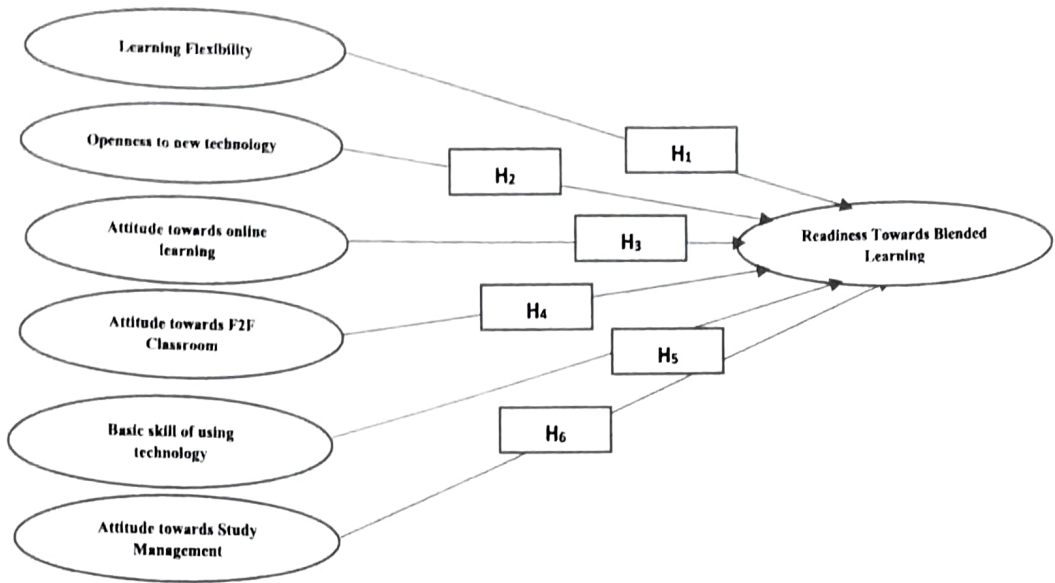 Learning Flexibility
H₁
Openness to new technology
H₂
Attitude towards online
learning
H₃
Readiness Towards Blended
Learning
Attitude towards F2F
Classroom
H₄
Basic skill of using
technology
H₅
Attitude towards Study
Management
H₆